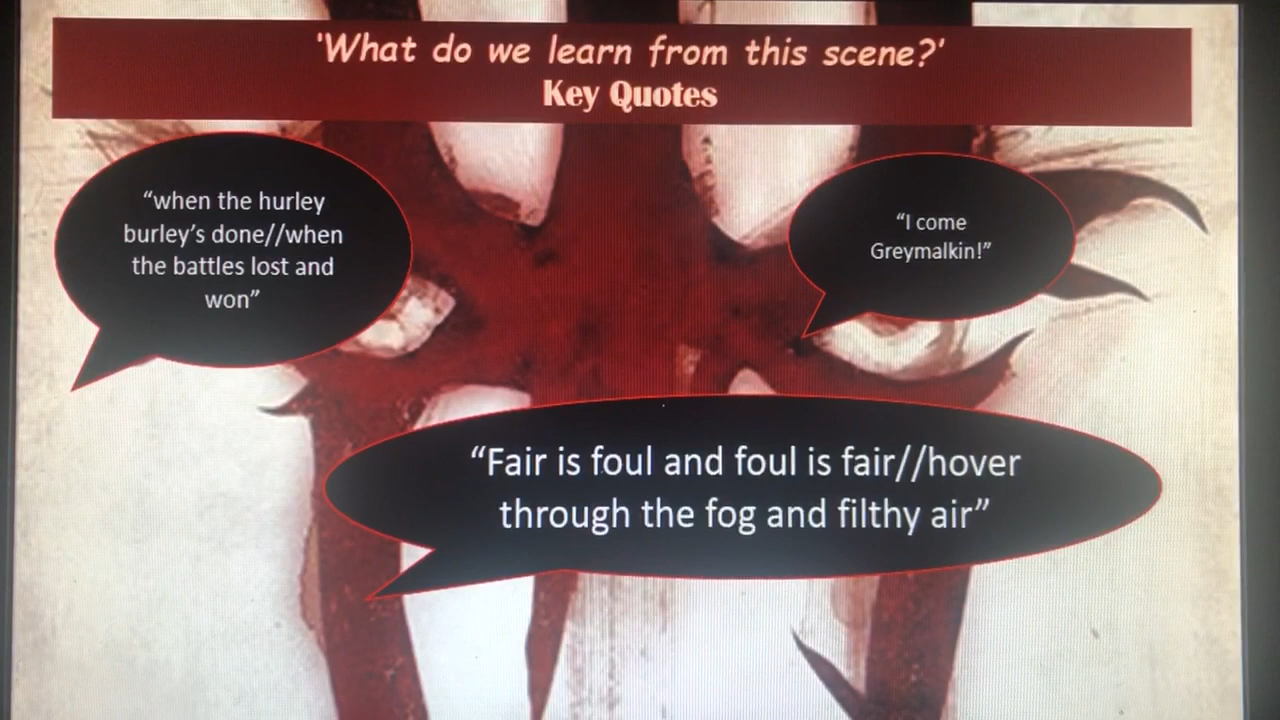 'What do we learn from this scene?'
Key Quotes
“when the hurley
burley’s done//when
the battles lost and
won”
“I come
Greymalkin!”
“Fair is foul and foul is fair//hover
through the fog and filthy air”